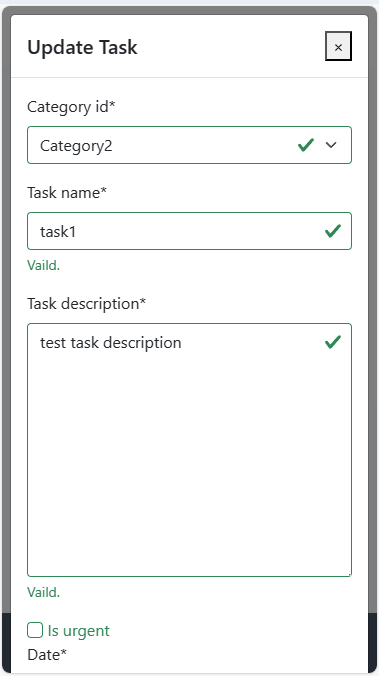 Update Task
×
Category id*
Category2
Task name*
task1
Vaild.
Task description*
test task description
Vaild.
Is urgent
Date*